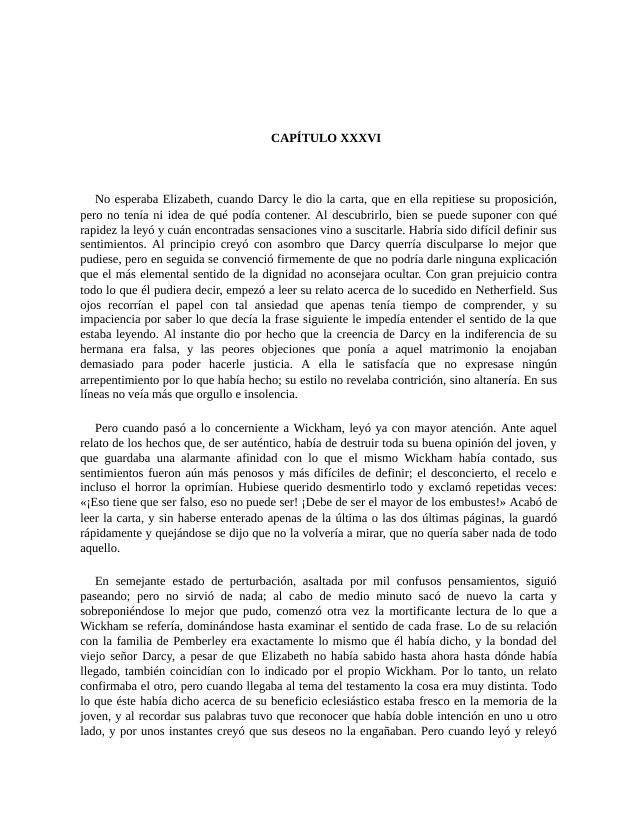 CAPÍTULO XXXVI
No esperaba Elizabeth, cuando Darcy le dio la carta, que en ella repitiese su proposición,
pero no tenía ni idea de qué podía contener. Al descubrirlo, bien se puede suponer con qué
rapidez la leyó y cuán encontradas sensaciones vino a suscitarle. Habría sido difícil definir sus
sentimientos. Al principio creyó con asombro que Darcy querría disculparse lo mejor que
pudiese, pero en seguida se convenció firmemente de que no podría darle ninguna explicación
que el más elemental sentido de la dignidad no aconsejara ocultar. Con gran prejuicio contra
todo lo que él pudiera decir, empezó a leer su relato acerca de lo sucedido en Netherfield. Sus
ojos recorrían el papel con tal ansiedad que apenas tenía tiempo de comprender, y su
impaciencia por saber lo que decía la frase siguiente le impedía entender el sentido de la que
estaba leyendo. Al instante dio por hecho que la creencia de Darcy en la indiferencia de su
hermana era falsa, y las peores objeciones que ponía a aquel matrimonio la enojaban
demasiado para poder hacerle justicia. A ella le satisfacía que no expresase ningún
arrepentimiento por lo que había hecho; su estilo no revelaba contrición, sino altanería. En sus
líneas no veía más que orgullo e insolencia.
Pero cuando pasó a lo concerniente a Wickham, leyó ya con mayor atención. Ante aquel
relato de los hechos que, de ser auténtico, había de destruir toda su buena opinión del joven, y
que guardaba una alarmante afinidad con lo que el mismo Wickham había contado, sus
sentimientos fueron aún más penosos y más difíciles de definir; el desconcierto, el recelo e
incluso el horror la oprimían. Hubiese querido desmentirlo todo y exclamó repetidas veces:
«¡Eso tiene que ser falso, eso no puede ser! ¡Debe de ser el mayor de los embustes!» Acabó de
leer la carta, y sin haberse enterado apenas de la última o las dos últimas páginas, la guardó
rápidamente y quejándose se dijo que no la volvería a mirar, que no quería saber nada de todo
aquello.
En semejante estado de perturbación, asaltada por mil confusos pensamientos, siguió
paseando; pero no sirvió de nada; al cabo de medio minuto sacó de nuevo la carta y
sobreponiéndose lo mejor que pudo, comenzó otra vez la mortificante lectura de lo que a
Wickham se refería, dominándose hasta examinar el sentido de cada frase. Lo de su relación
con la familia de Pemberley era exactamente lo mismo que él había dicho, y la bondad del
viejo señor Darcy, a pesar de que Elizabeth no había sabido hasta ahora hasta dónde había
llegado, también coincidían con lo indicado por el propio Wickham. Por lo tanto, un relato
confirmaba el otro, pero cuando llegaba al tema del testamento la cosa era muy distinta. Todo
lo que éste había dicho acerca de su beneficio eclesiástico estaba fresco en la memoria de la
joven, y al recordar sus palabras tuvo que reconocer que había doble intención en uno u otro
lado, y por unos instantes creyó que sus deseos no la engañaban. Pero cuando leyó y releyó